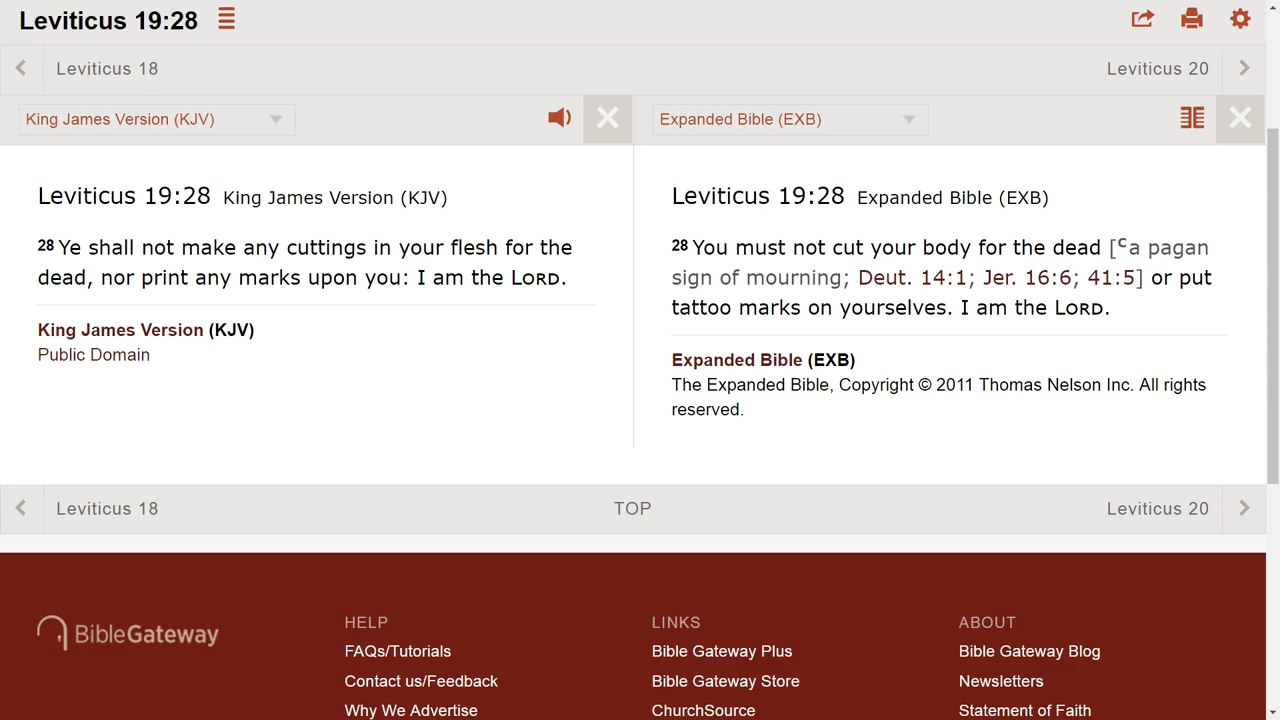 Leviticus 19:28
Leviticus 18
Leviticus 20
King James Version (KJV)
Expanded Bible (EXB)
Leviticus 19:28 King James Version (KJV)
28 Ye shall not make any cuttings in your flesh for the
dead, nor print any marks upon you: I am the LORD.
King James Version (KJV)
Public Domain
Leviticus 19:28 Expanded Bible (EXB)
28 You must not cut your body for the dead [ca pagan
sign of mourning; Deut. 14:1; Jer. 16:6; 41:5] or put
tattoo marks on yourselves. I am the LORD.
Expanded Bible (EXB)
The Expanded Bible, Copyright © 2011 Thomas Nelson Inc. All rights
reserved.
Leviticus 18
TOP
Leviticus 20
BibleGateway
HELP
FAQs/Tutorials
Contact us/Feedback
Why We Advertise
LINKS
Bible Gateway Plus
Bible Gateway Store
ChurchSource
ABOUT
Bible Gateway Blog
Newsletters
Statement of Faith